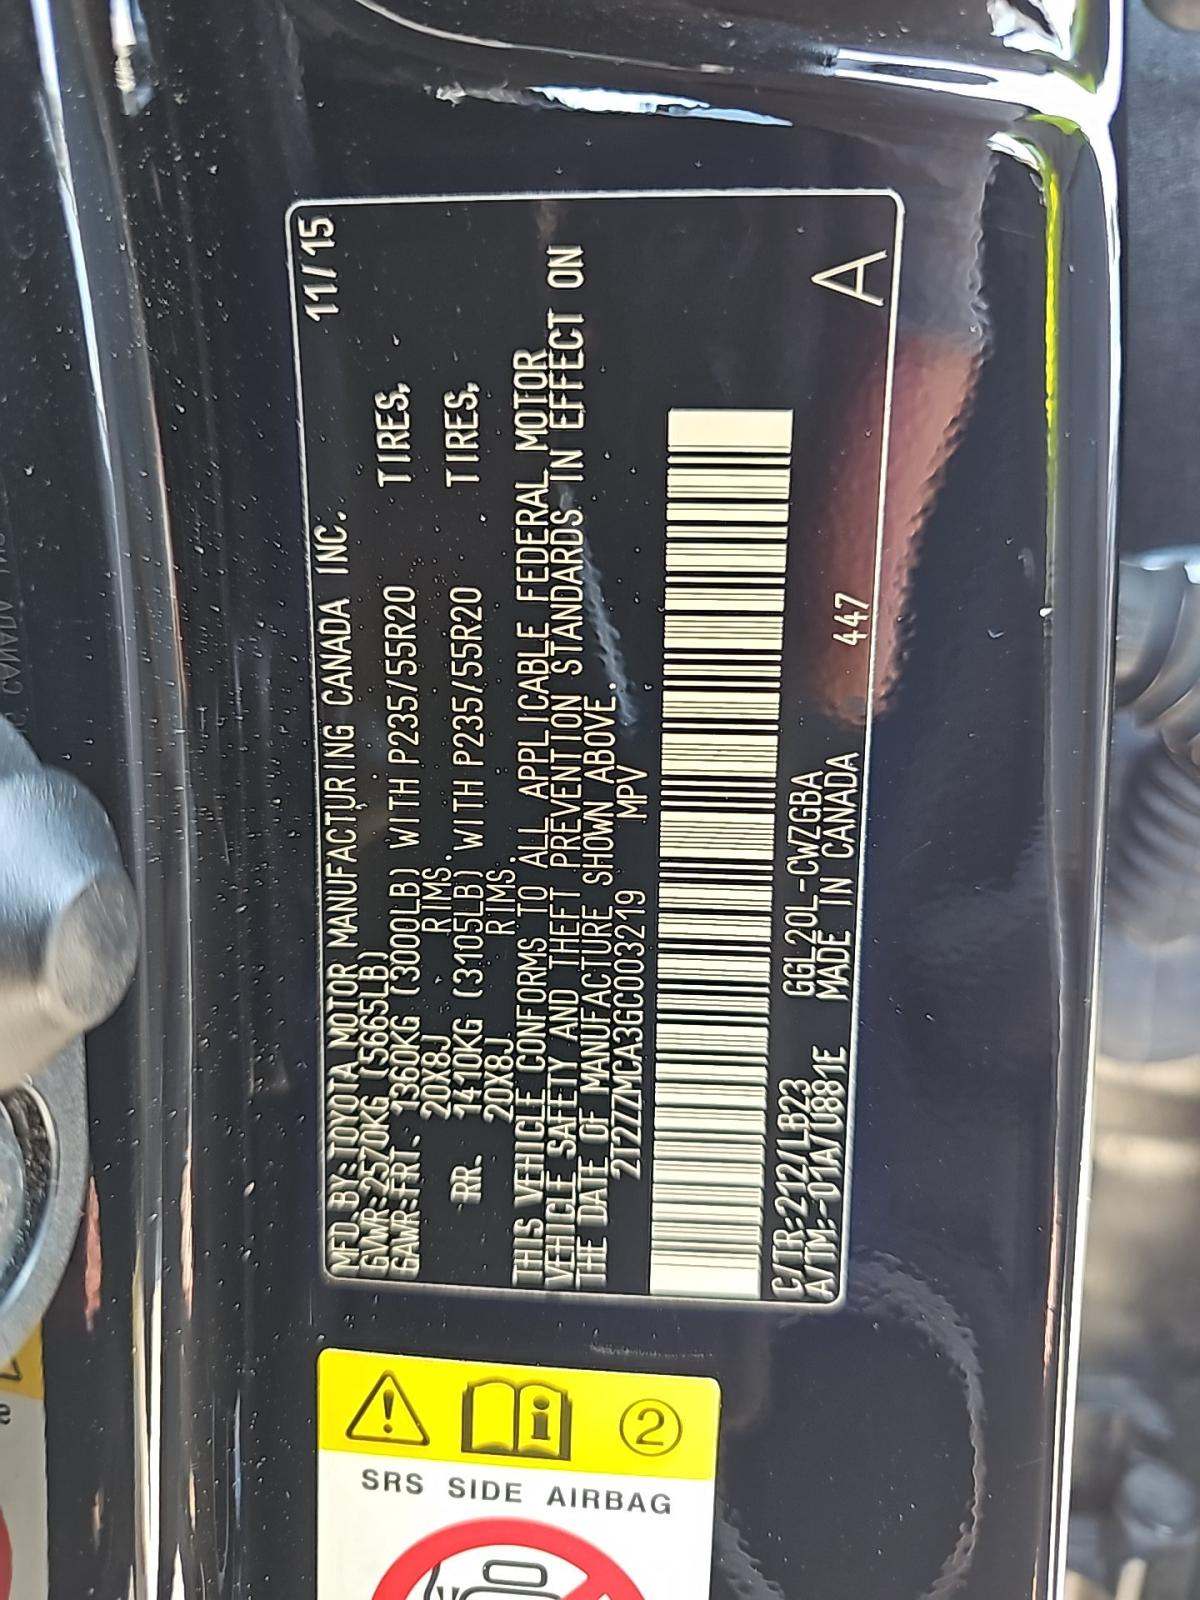 MFD. BY: TOYOTA MOTOR MANUFACTURING CANADA INC. 11/15
GVWR: 2570KG (5665LB)
GAWR: FRT. 1360KG (3000LB) WITH P235/55R20 TIRES,
20X8J RIMS.
RR. 1410KG (3105LB) WITH P235/55R20 TIRES,
20X8J RIMS.
THIS VEHICLE CONFORMS TO ALL APPLICABLE FEDERAL MOTOR
VEHICLE SAFETY AND THEFT PREVENTION STANDARDS IN EFFECT ON
THE DATE OF MANUFACTURE SHOWN ABOVE.
2T2ZZMCA3GC003219 MPV
C/TR: 212/LB23 GGL20L-CWZGBA
A/TM: MADE IN CANADA 447
A
2
SRS SIDE AIRBAG